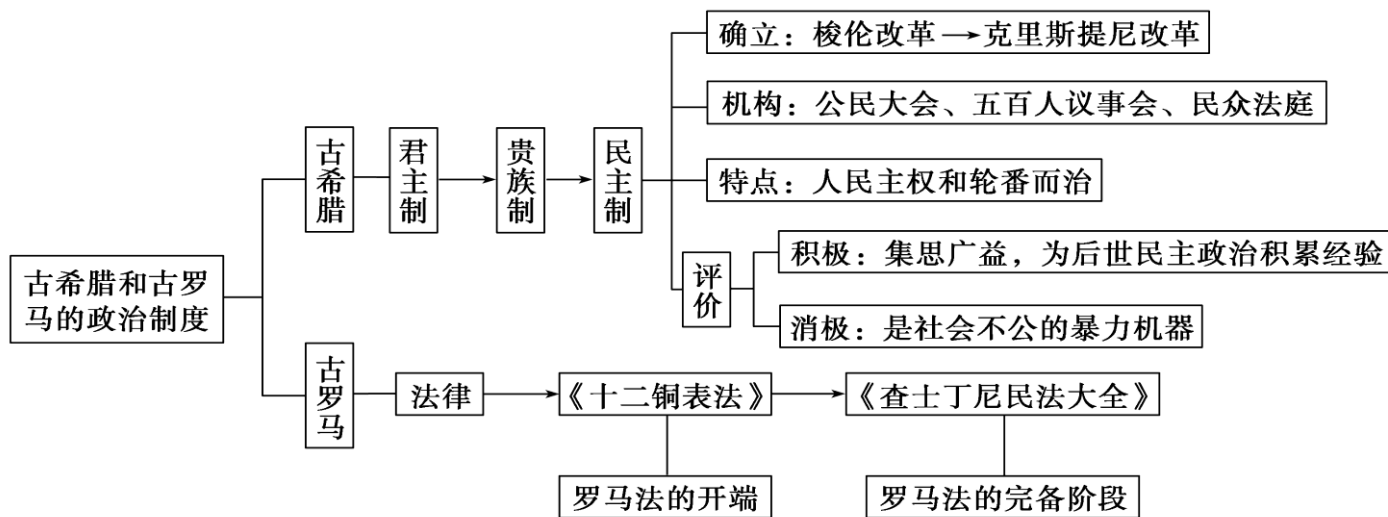 确立：梭伦改革→克里斯提尼改革
机构：公民大会、五百人议事会、民众法庭
古希腊
君主制
贵族制
民主制
特点：人民主权和轮番而治
评价
积极：集思广益，为后世民主政治积累经验
消极：是社会不公的暴力机器
古希腊和古罗
马的政治制度
古罗马
法律
《十二铜表法》
《查士丁尼民法大全》
罗马法的开端
罗马法的完备阶段